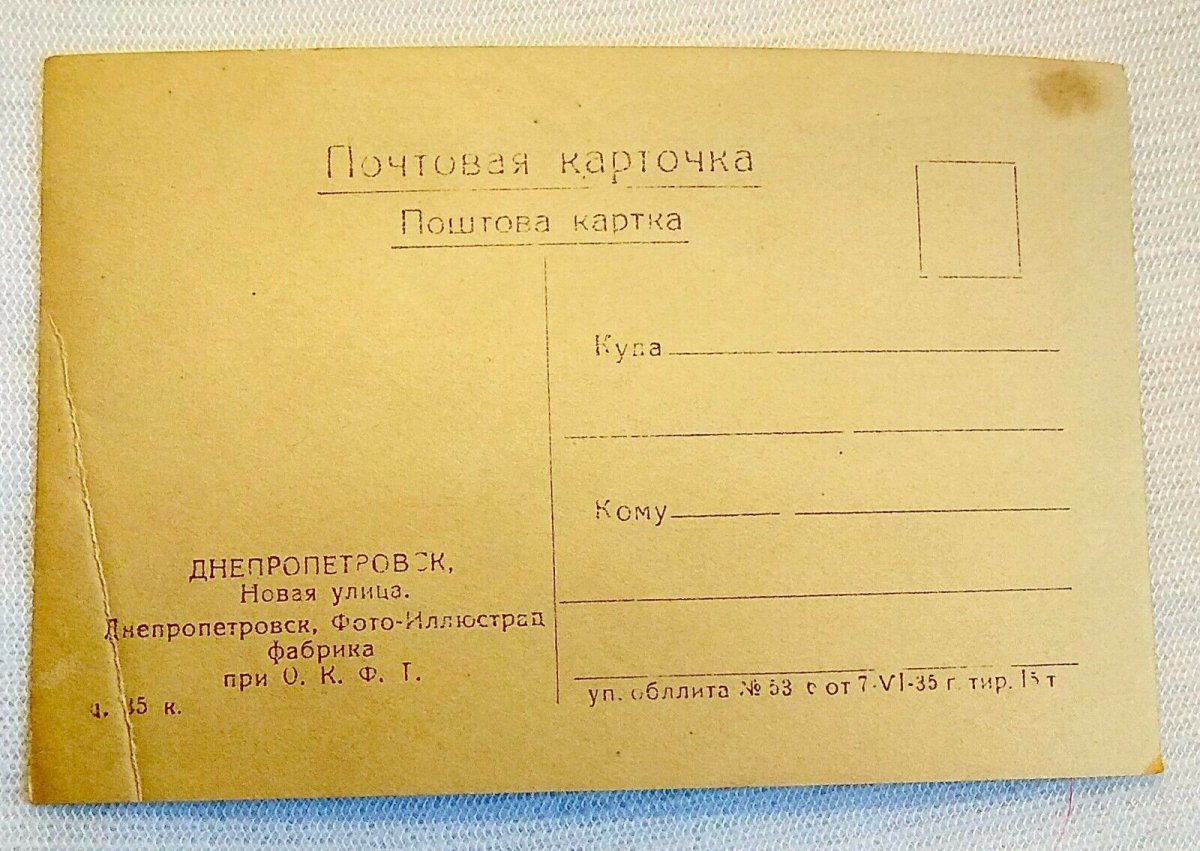 Почтовая карточка
Поштова картка
Куда
Кому
ДНЕПРОПЕТРОВСК,
Новая улица.
Днепропетровск, Фото-Иллюстрац
фабрика
при О. К. Ф. Т.
к.
уп. обллита № 53 от 7-VI-35 г. тир. 15 т